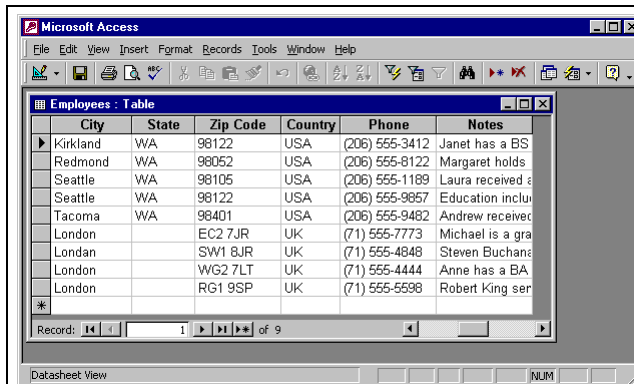 Microsoft Access
File Edit View Insert Format Records Tools Window Help
Employees : Table
City State Zip Code Country Phone Notes
Kirkland WA 98122 USA (206) 555-3412 Janet has a BS
Redmond WA 98052 USA (206) 555-8122 Margaret holds
Seattle WA 98105 USA (206) 555-1189 Laura received a
Seattle WA 98122 USA (206) 555-9857 Education inclu
Tacoma WA 98401 USA (206) 555-9482 Andrew received
London EC2 7JR UK (71) 555-7773 Michael is a gra
Londan SW1 8JR UK (71) 555-4848 Steven Buchana
London WG2 7LT UK (71) 555-4444 Anne has a BA
London RG1 9SP UK (71) 555-5598 Robert King ser
Record: 1 of 9
Datasheet View NUM